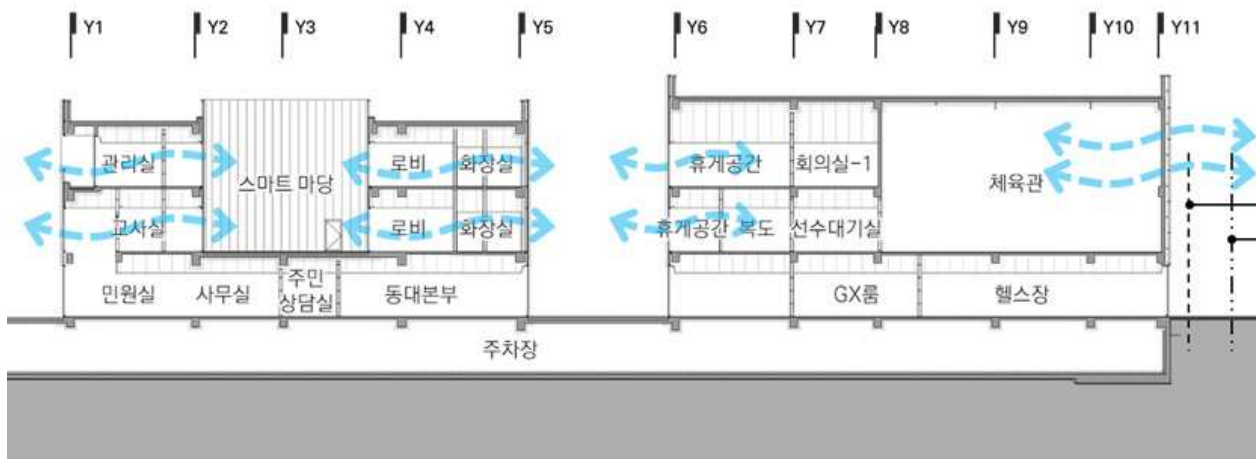 Y1 Y2 Y3 Y4 Y5 Y6 Y7 Y8 Y9 Y10 Y11
관리실 스마트 마당 로비 화장실 휴게공간 회의실-1 체육관
교사실 로비 화장실 휴게공간 복도 선수대기실
민원실 사무실 주민
상담실 동대본부 GX룸 헬스장
주차장